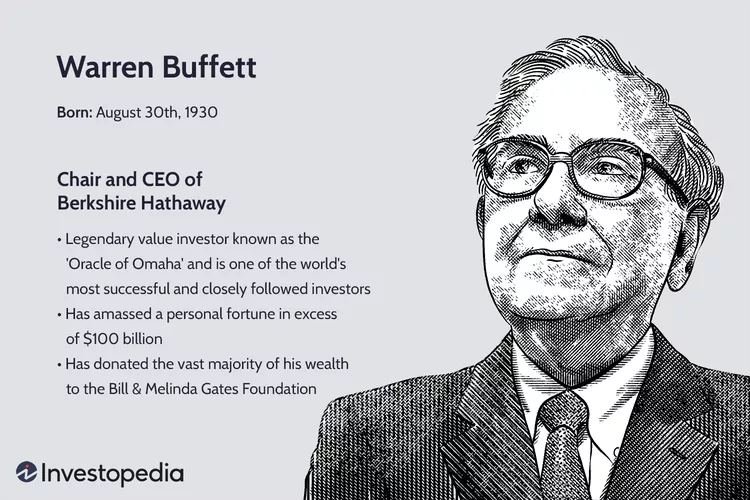 Warren Buffett
Born: August 30th, 1930
Chair and CEO of
Berkshire Hathaway
• Legendary value investor known as the
'Oracle of Omaha' and is one of the world's
most successful and closely followed investors
• Has amassed a personal fortune in excess
of $100 billion
• Has donated the vast majority of his wealth
to the Bill & Melinda Gates Foundation
Investopedia